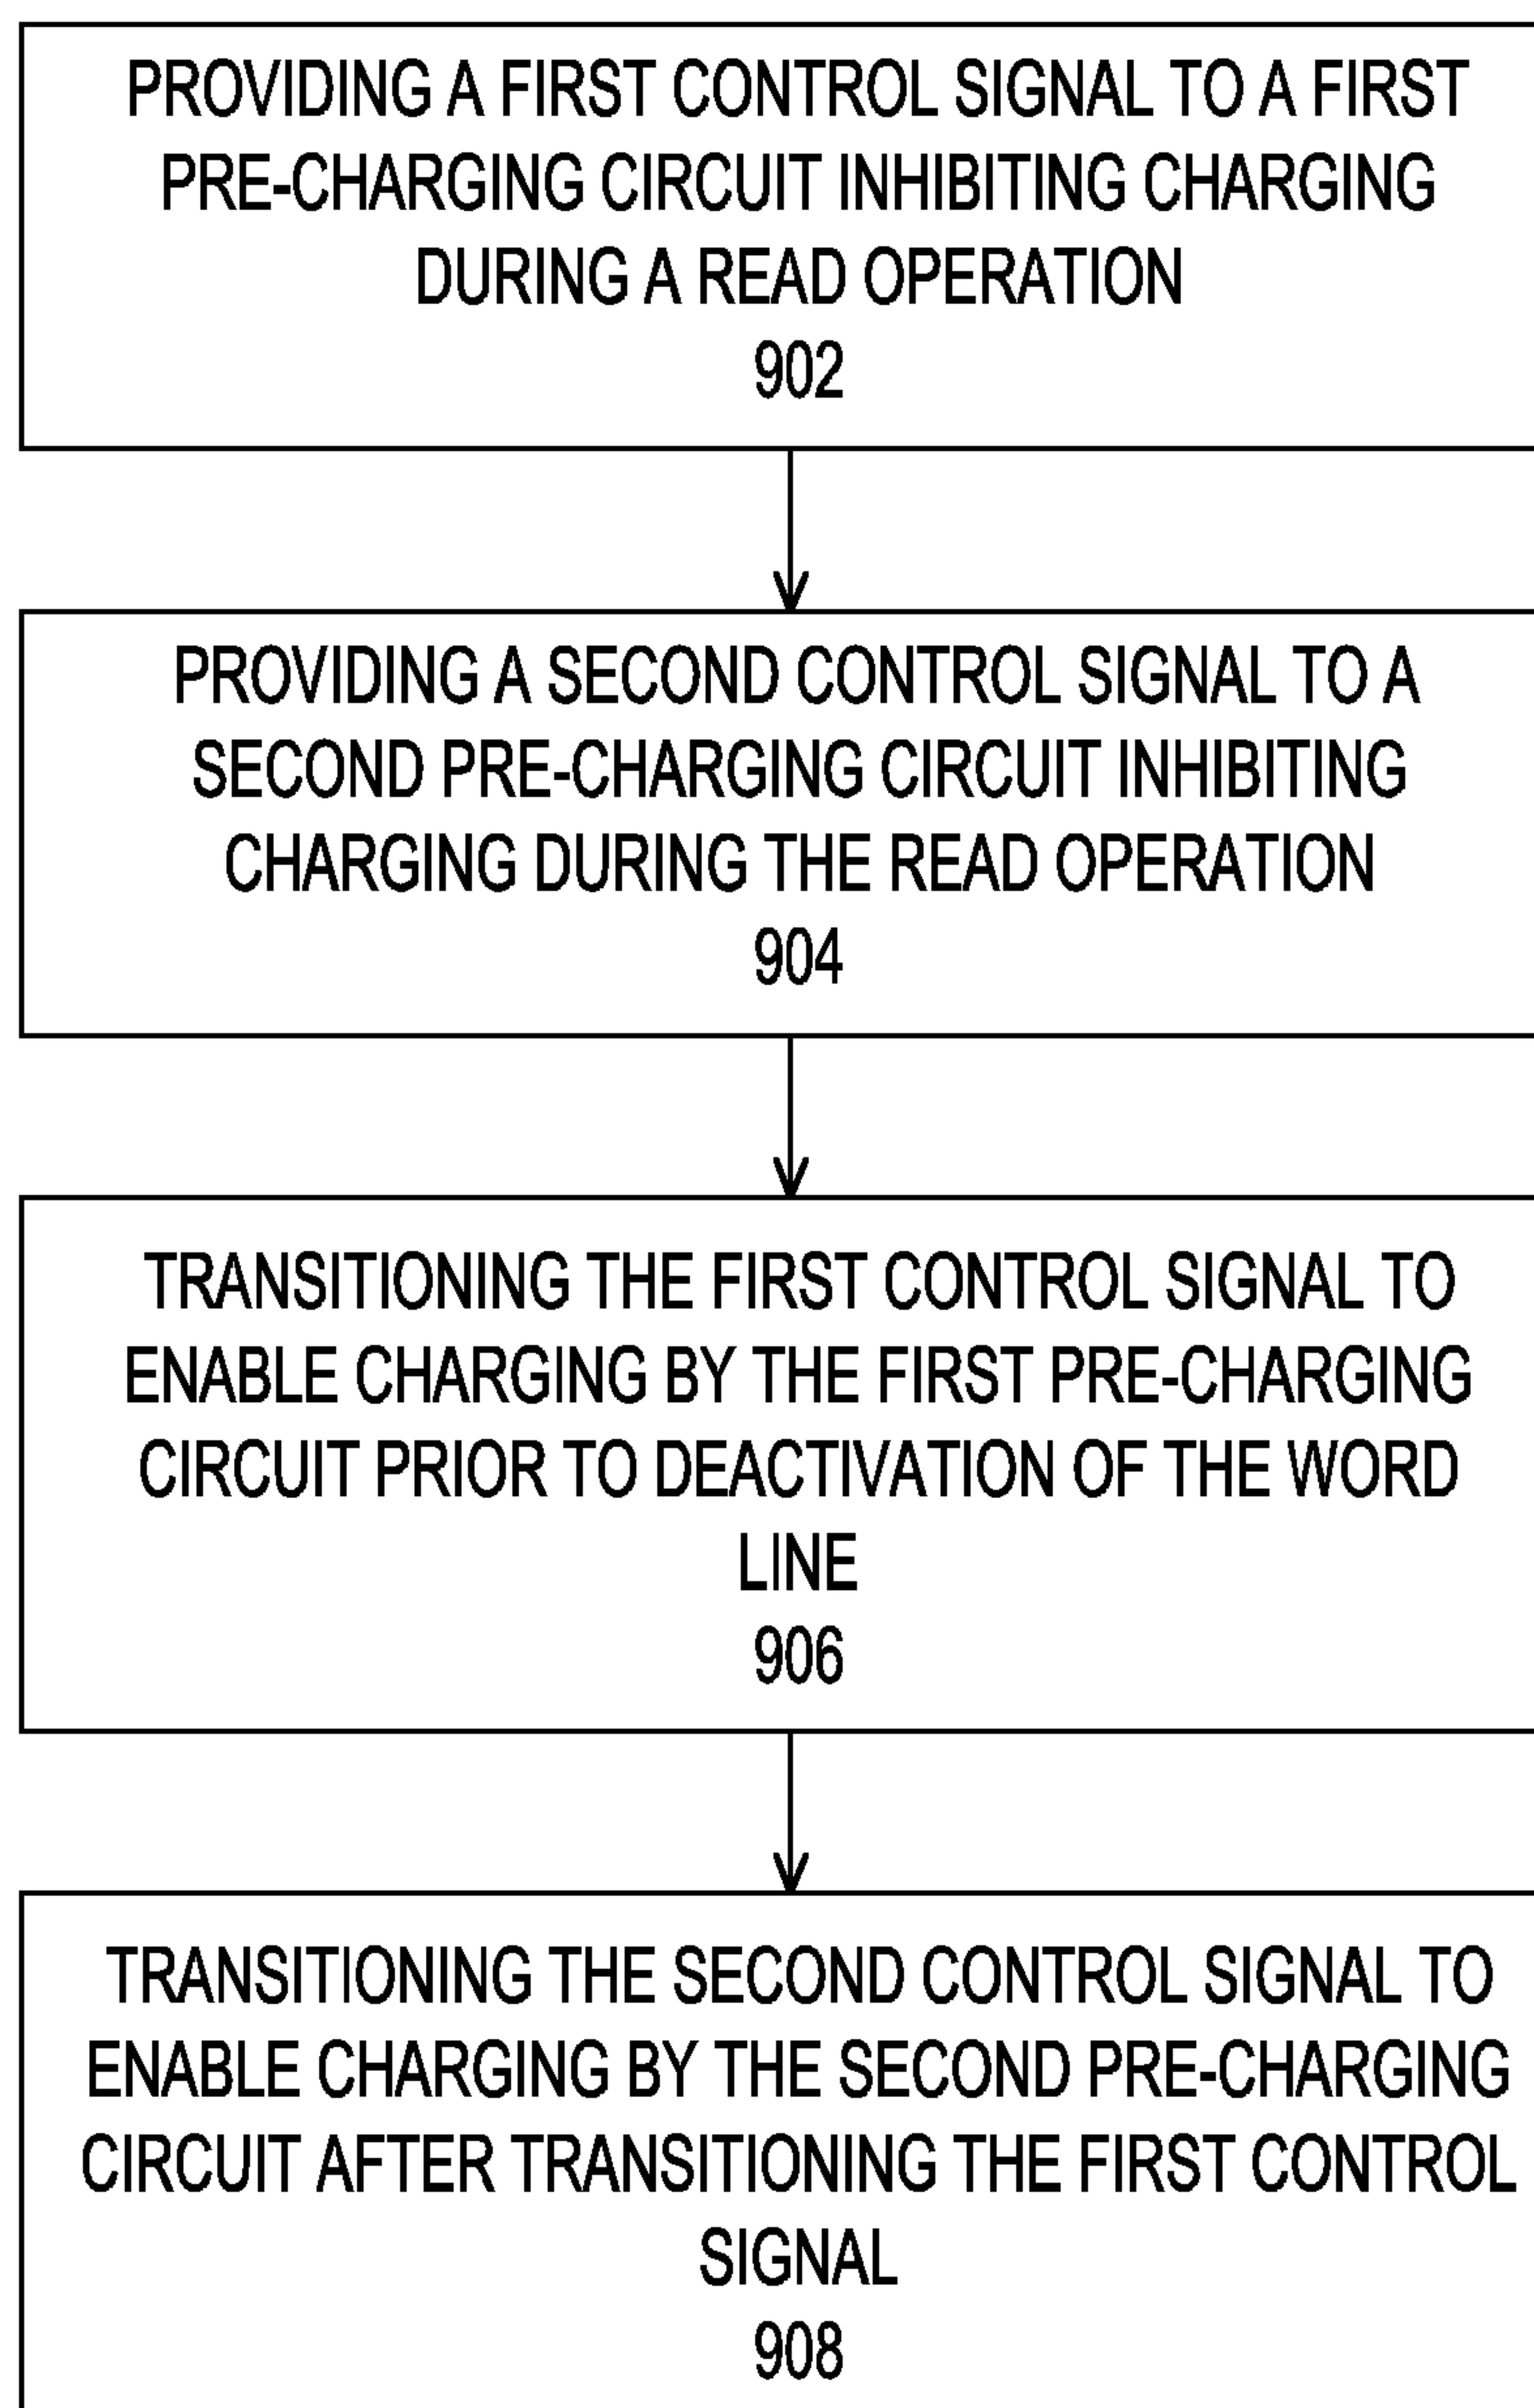 PROVIDING A FIRST CONTROL SIGNAL TO A FIRST
PRE-CHARGING CIRCUIT INHIBITING CHARGING
DURING A READ OPERATION
902
PROVIDING A SECOND CONTROL SIGNAL TO A
SECOND PRE-CHARGING CIRCUIT INHIBITING
CHARGING DURING THE READ OPERATION
904
TRANSITIONING THE FIRST CONTROL SIGNAL TO
ENABLE CHARGING BY THE FIRST PRE-CHARGING
CIRCUIT PRIOR TO DEACTIVATION OF THE WORD
LINE
906
TRANSITIONING THE SECOND CONTROL SIGNAL TO
ENABLE CHARGING BY THE SECOND PRE-CHARGING
CIRCUIT AFTER TRANSITIONING THE FIRST CONTROL
SIGNAL
908